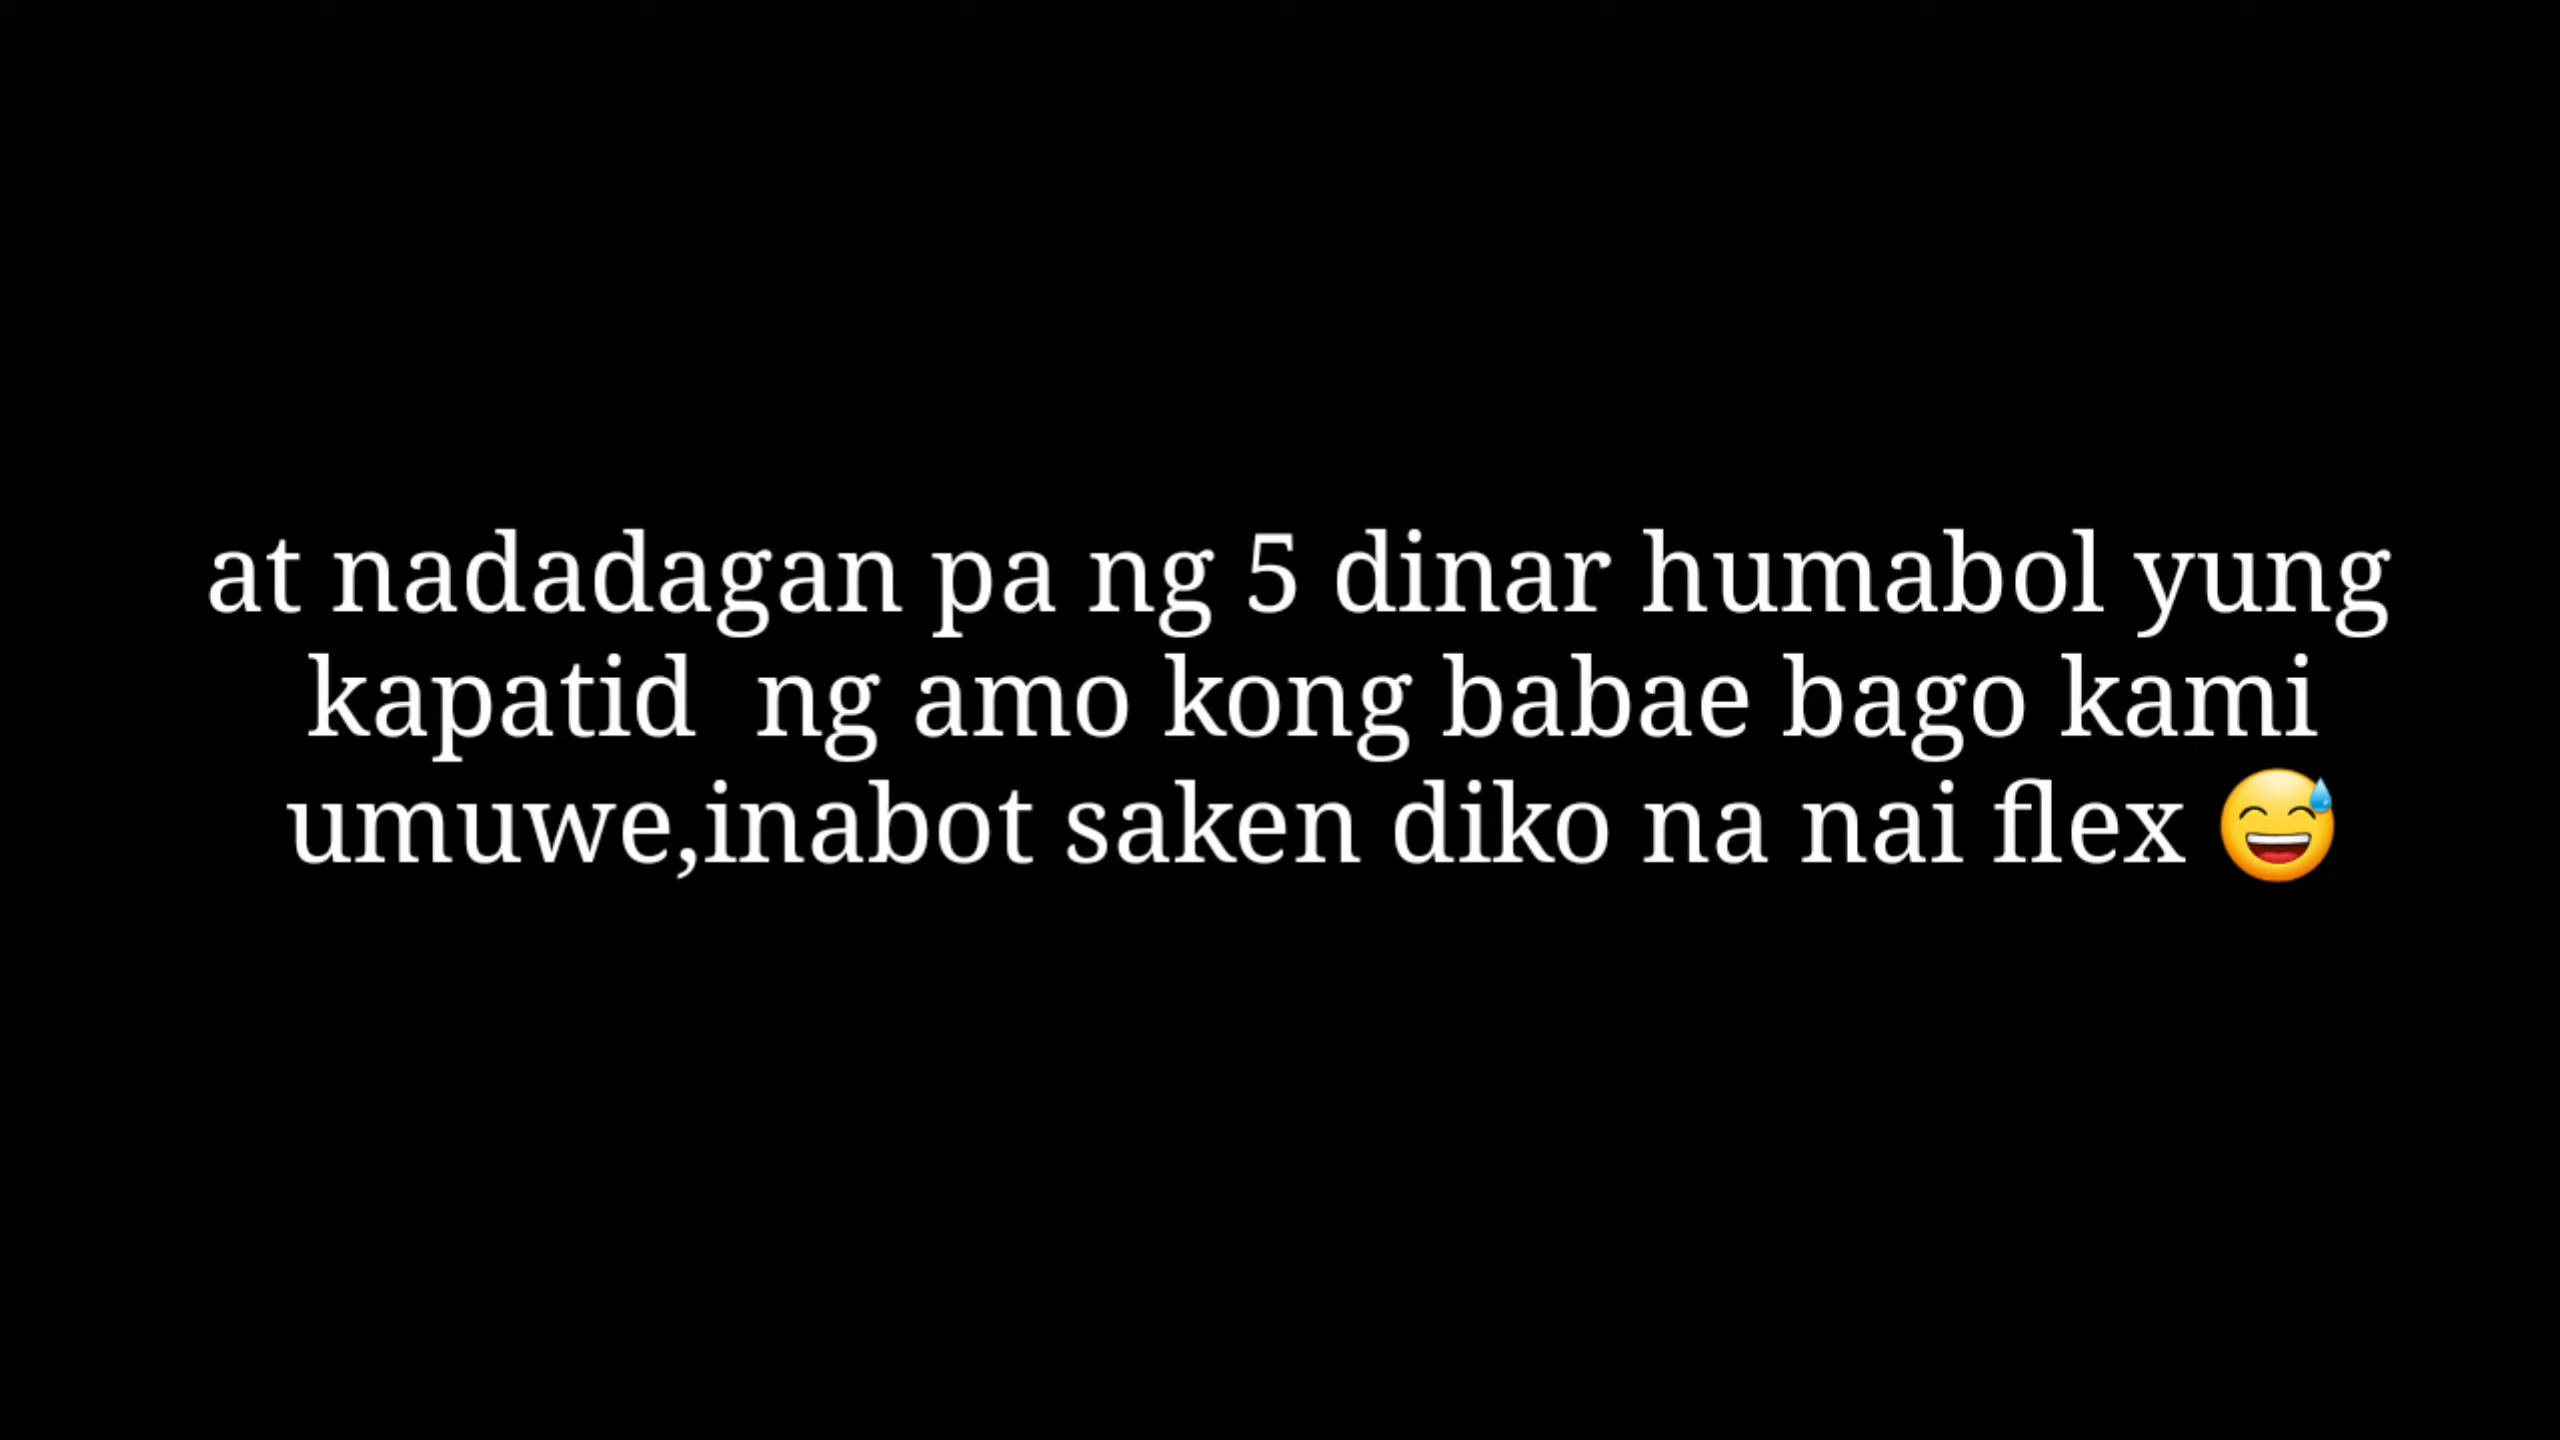 at nadadagan pa ng 5 dinar humabol yung
kapatid  ng amo kong babae bago kami
umuwe,inabot saken diko na nai flex 😅